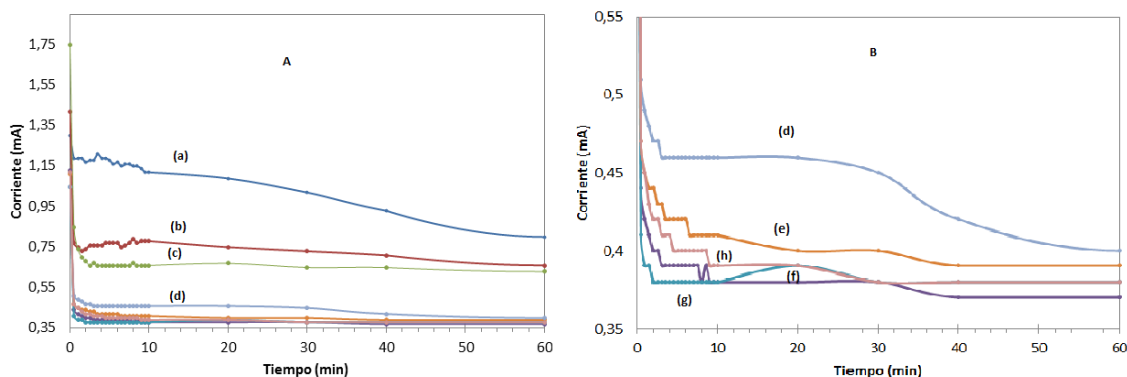 A
Corriente (mA)
1,75
1,55
1,35
1,15
0,95
0,75
0,55
0,35
(a)
(b)
(c)
(d)
0 10 20 30 40 50 60
Tiempo (min)
B
Corriente (mA)
0,55
0,5
0,45
0,4
0,35
(d)
(e)
(h)
(f)
(g)
0 10 20 30 40 50 60
Tiempo (min)